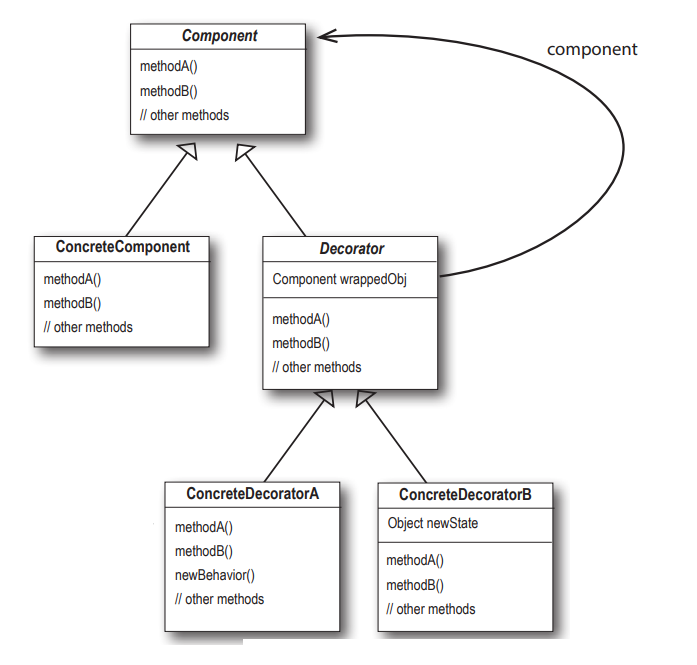 Component
methodA()
methodB()
// other methods
component
ConcreteComponent
methodA()
methodB()
// other methods
Decorator
Component wrappedObj
methodA()
methodB()
// other methods
ConcreteDecoratorA
methodA()
methodB()
newBehavior()
// other methods
ConcreteDecoratorB
Object newState
methodA()
methodB()
// other methods